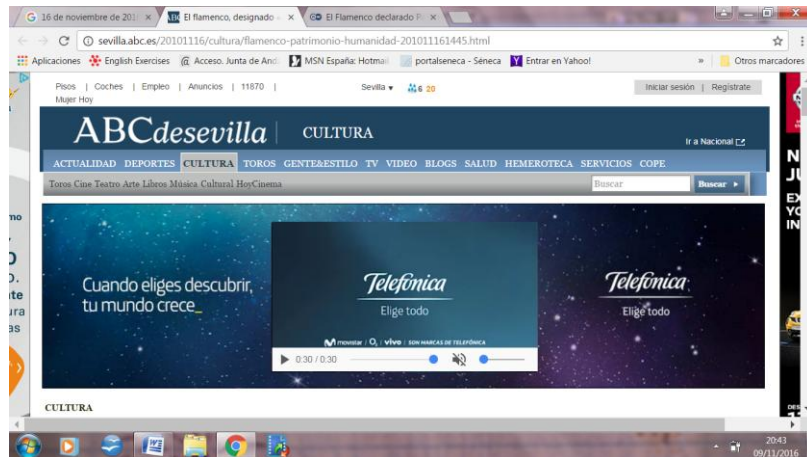 16 de noviembre de 201
El flamenco, designado
El Flamenco declarado P
sevilla.abc.es/20101116/cultura/flamenco-patrimonio-humanidad-201011161445.html
Aplicaciones English Exercises Acceso. Junta de And MSN España: Hotmail portalseneca - Séneca Entrar en Yahoo! » Otros marcadores
Pisos | Coches | Empleo | Anuncios | 11870 | Sevilla 6 20 Iniciar sesión | Regístrate
Mujer Hoy
ABCdesevilla CULTURA
Ir a Nacional
ACTUALIDAD DEPORTES CULTURA TOROS GENTE&ESTILO TV VIDEO BLOGS SALUD HEMEROTECA SERVICIOS COPE
Toros Cine Teatro Arte Libros Música Cultural HoyCinema Buscar Buscar
Cuando eliges descubrir,
tu mundo crece_
Telefónica
Elige todo
movistar | O2 | vivo | SON MARCAS DE TELEFÓNICA
0:30 / 0:30
Telefónica
Elige todo
CULTURA
20:43
09/11/2016